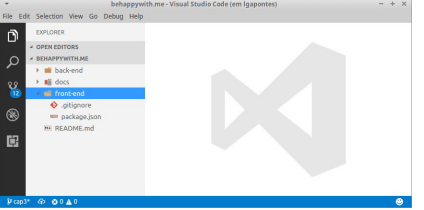 behappywith.me - Visual Studio Code (em lgapontes)
File Edit Selection View Go Debug Help
EXPLORER
OPEN EDITORS
BEHAPPYWITH.ME
back-end
docs
front-end
.gitignore
package.json
README.md
12
cap3* 0 0